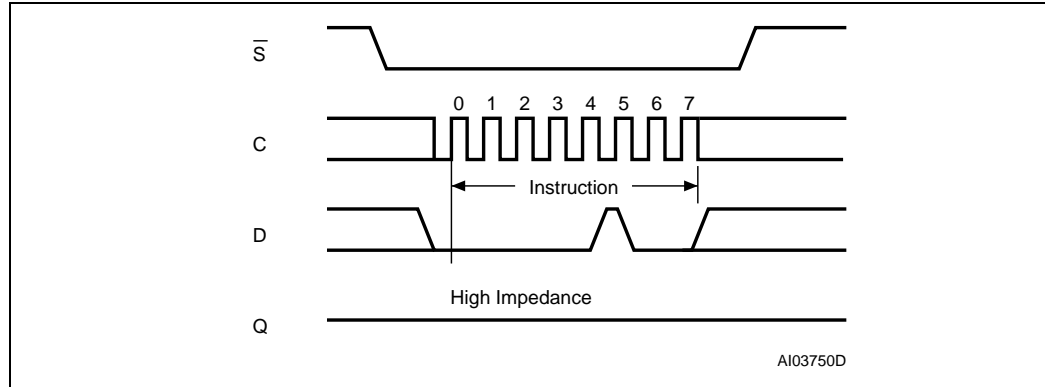 S̅
0 1 2 3 4 5 6 7
C
Instruction
D
High Impedance
Q
AI03750D